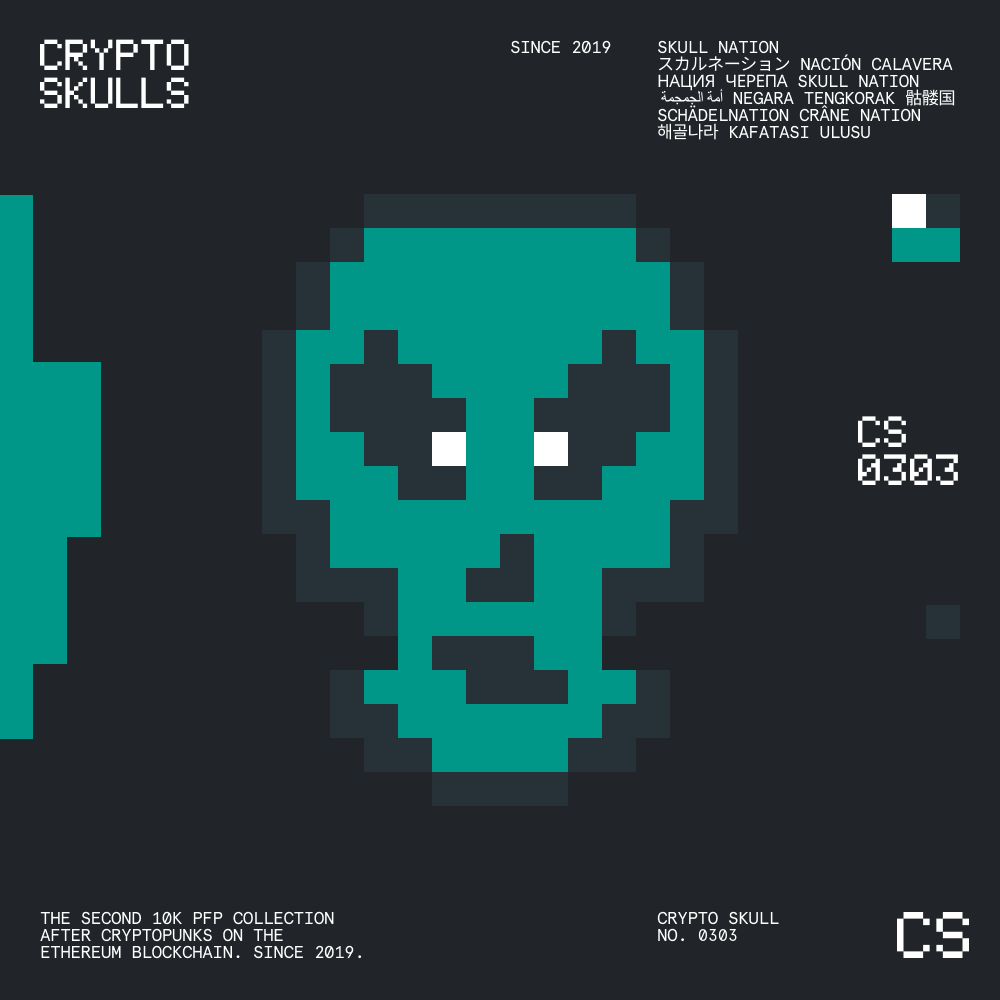 CRYPTO
SKULLS
SINCE 2019
SKULL NATION
スカルネーション NACIÓN CALAVERA
НАЦИЯ ЧЕРЕПА SKULL NATION
أمة الجمجمة NEGARA TENGKORAK 骷髅国
SCHÄDELNATION CRÂNE NATION
해골나라 KAFATASI ULUSU
CS
0303
THE SECOND 10K PFP COLLECTION
AFTER CRYPTOPUNKS ON THE
ETHEREUM BLOCKCHAIN. SINCE 2019.
CRYPTO SKULL
NO. 0303
CS